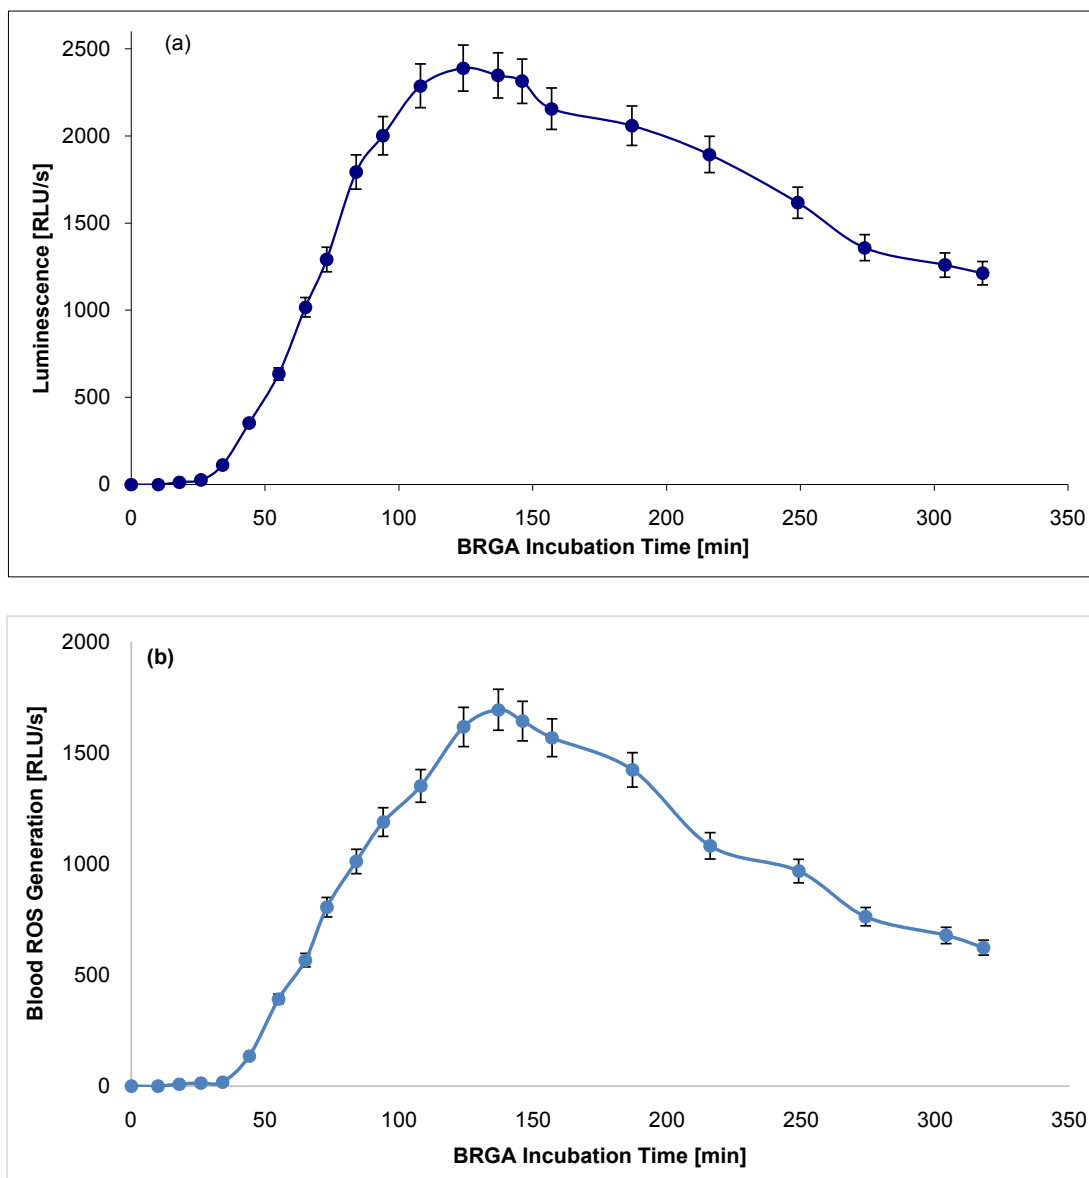 (a)
Luminescence [RLU/s]
2500
2000
1500
1000
500
0
0 50 100 150 200 250 300 350
BRGA Incubation Time [min]
(b)
Blood ROS Generation [RLU/s]
2000
1500
1000
500
0
0 50 100 150 200 250 300 350
BRGA Incubation Time [min]